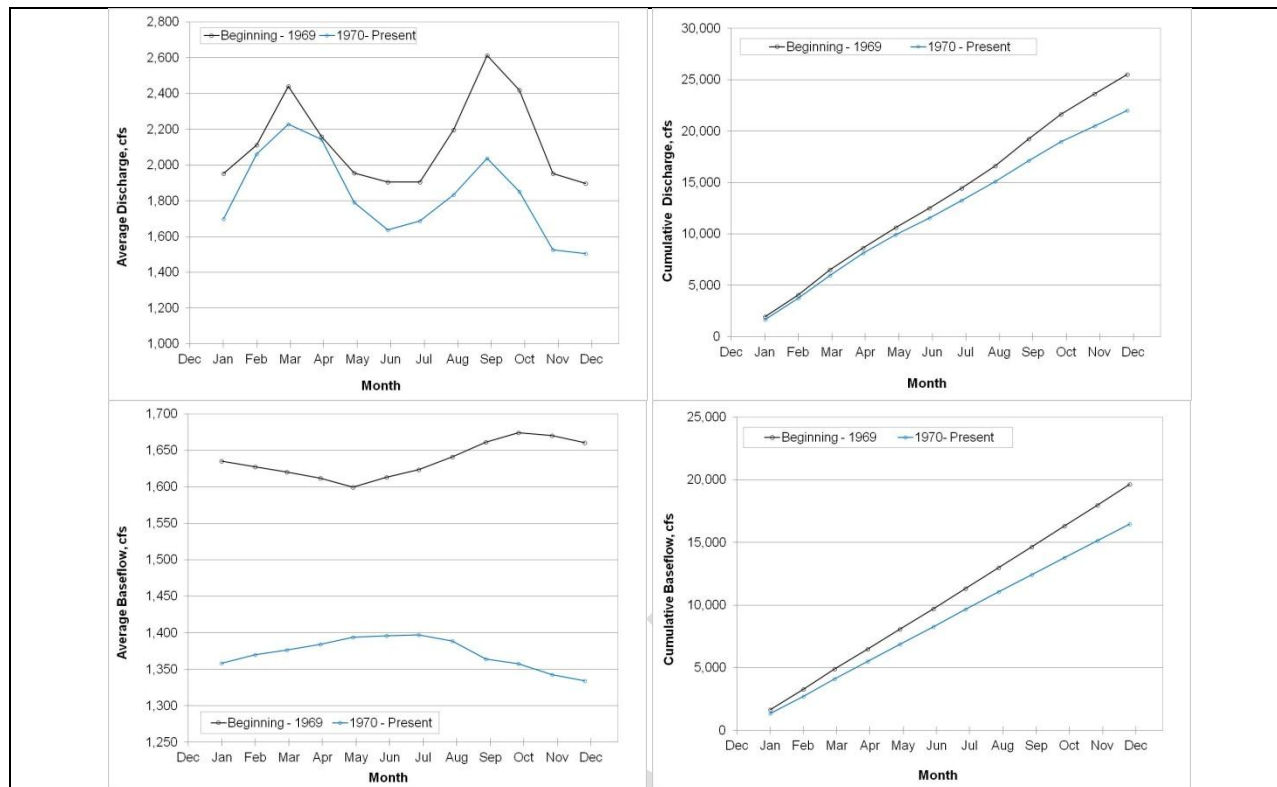 2,800
2,600
2,400
2,200
2,000
1,800
1,600
1,400
1,200
1,000
Average Discharge, cfs
Beginning - 1969
1970- Present
Dec Jan Feb Mar Apr May Jun Jul Aug Sep Oct Nov Dec
Month
30,000
25,000
20,000
15,000
10,000
5,000
0
Cumulative Discharge, cfs
Beginning - 1969
1970 - Present
Dec Jan Feb Mar Apr May Jun Jul Aug Sep Oct Nov Dec
Month
1,700
1,650
1,600
1,550
1,500
1,450
1,400
1,350
1,300
1,250
Average Baseflow, cfs
Beginning - 1969
1970 - Present
Dec Jan Feb Mar Apr May Jun Jul Aug Sep Oct Nov Dec
Month
25,000
20,000
15,000
10,000
5,000
0
Cumulative Baseflow, cfs
Beginning - 1969
1970 - Present
Dec Jan Feb Mar Apr May Jun Jul Aug Sep Oct Nov Dec
Month